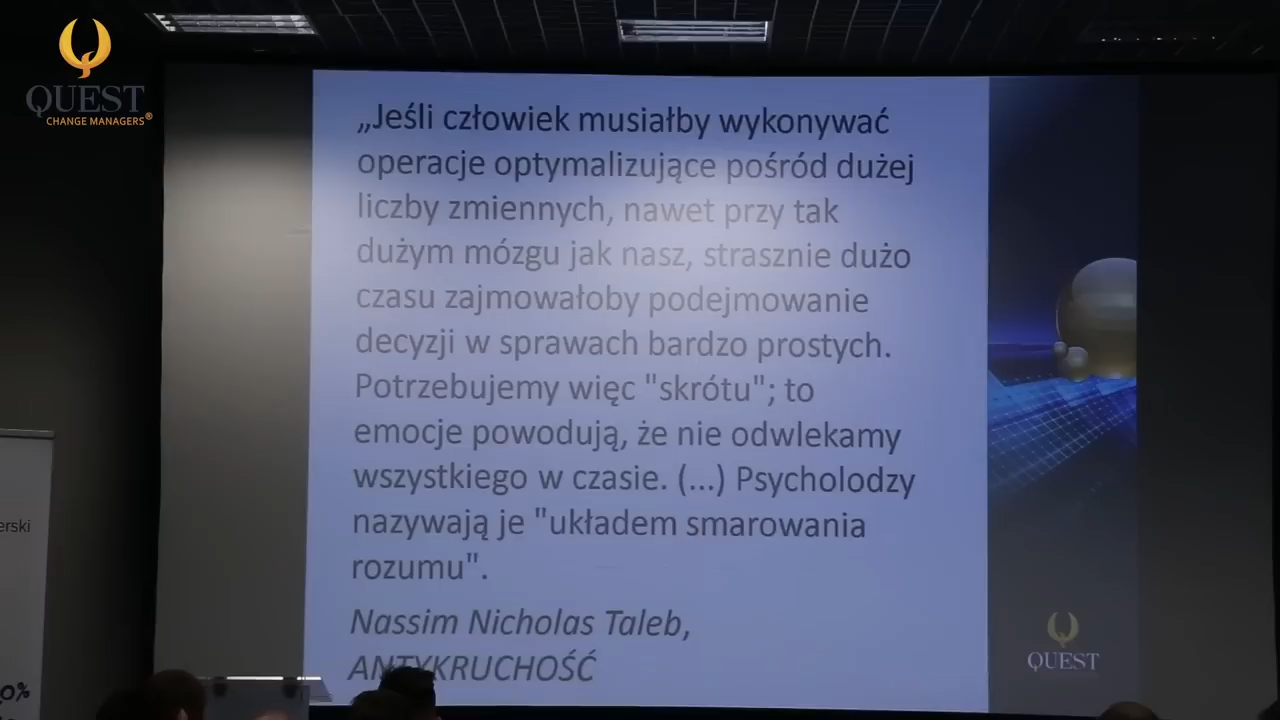 QUEST
CHANGE MANAGERS®
„Jeśli człowiek musiałby wykonywać
operacje optymalizujące pośród dużej
liczby zmiennych, nawet przy tak
dużym mózgu jak nasz, strasznie dużo
czasu zajmowałoby podejmowanie
decyzji w sprawach bardzo prostych.
Potrzebujemy więc "skrótu"; to
emocje powodują, że nie odwlekamy
wszystkiego w czasie. (...) Psycholodzy
nazywają je "układem smarowania
rozumu".
Nassim Nicholas Taleb,
ANTYKRUCHOŚĆ
QUEST
erski
0%